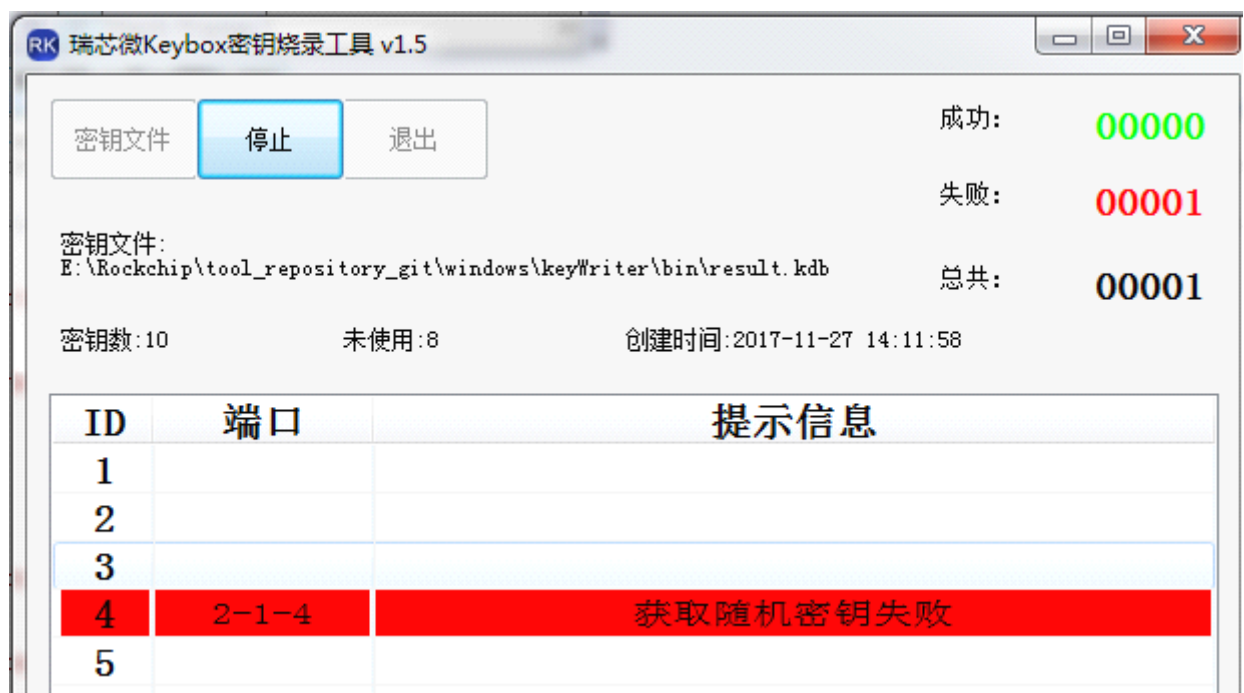 RK 瑞芯微Keybox密钥烧录工具 v1.5
密钥文件 停止 退出
成功: 00000
失败: 00001
密钥文件:
E:\Rockchip\tool_repository_git\windows\keyWriter\bin\result.kdb
总共: 00001
密钥数:10 未使用:8 创建时间:2017-11-27 14:11:58
ID 端口 提示信息
1
2
3
4 2-1-4 获取随机密钥失败
5